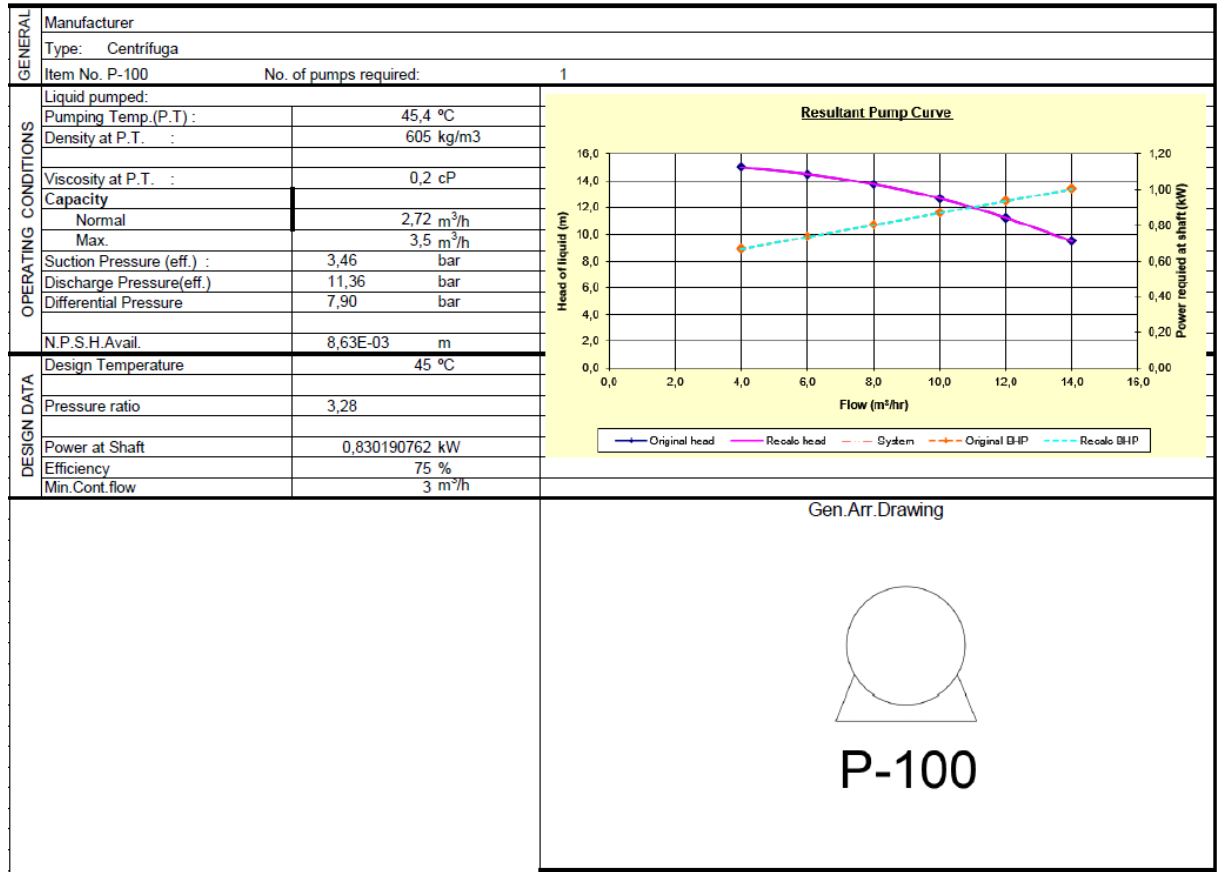 GENERAL
Manufacturer
Type: Centrífuga
Item No. P-100 No. of pumps required: 1
OPERATING CONDITIONS
Liquid pumped:
Pumping Temp.(P.T) : 45,4 ºC
Density at P.T. : 605 kg/m3
Viscosity at P.T. : 0,2 cP
Capacity
Normal 2,72 m³/h
Max. 3,5 m³/h
Suction Pressure (eff.) : 3,46 bar
Discharge Pressure(eff.) 11,36 bar
Differential Pressure 7,90 bar
N.P.S.H.Avail. 8,63E-03 m
DESIGN DATA
Design Temperature 45 ºC
Pressure ratio 3,28
Power at Shaft 0,830190762 kW
Efficiency 75 %
Min.Cont.flow 3 m³/h
Resultant Pump Curve
Head of liquid (m)
16,0
14,0
12,0
10,0
8,0
6,0
4,0
2,0
0,0
1,20
1,00
0,80
0,60
0,40
0,20
0,00
Power requied at shaft (kW)
0,0 2,0 4,0 6,0 8,0 10,0 12,0 14,0 16,0
Flow (m³/hr)
Original head Recalc head System Original BHP Recalc BHP
Gen.Arr.Drawing
P-100